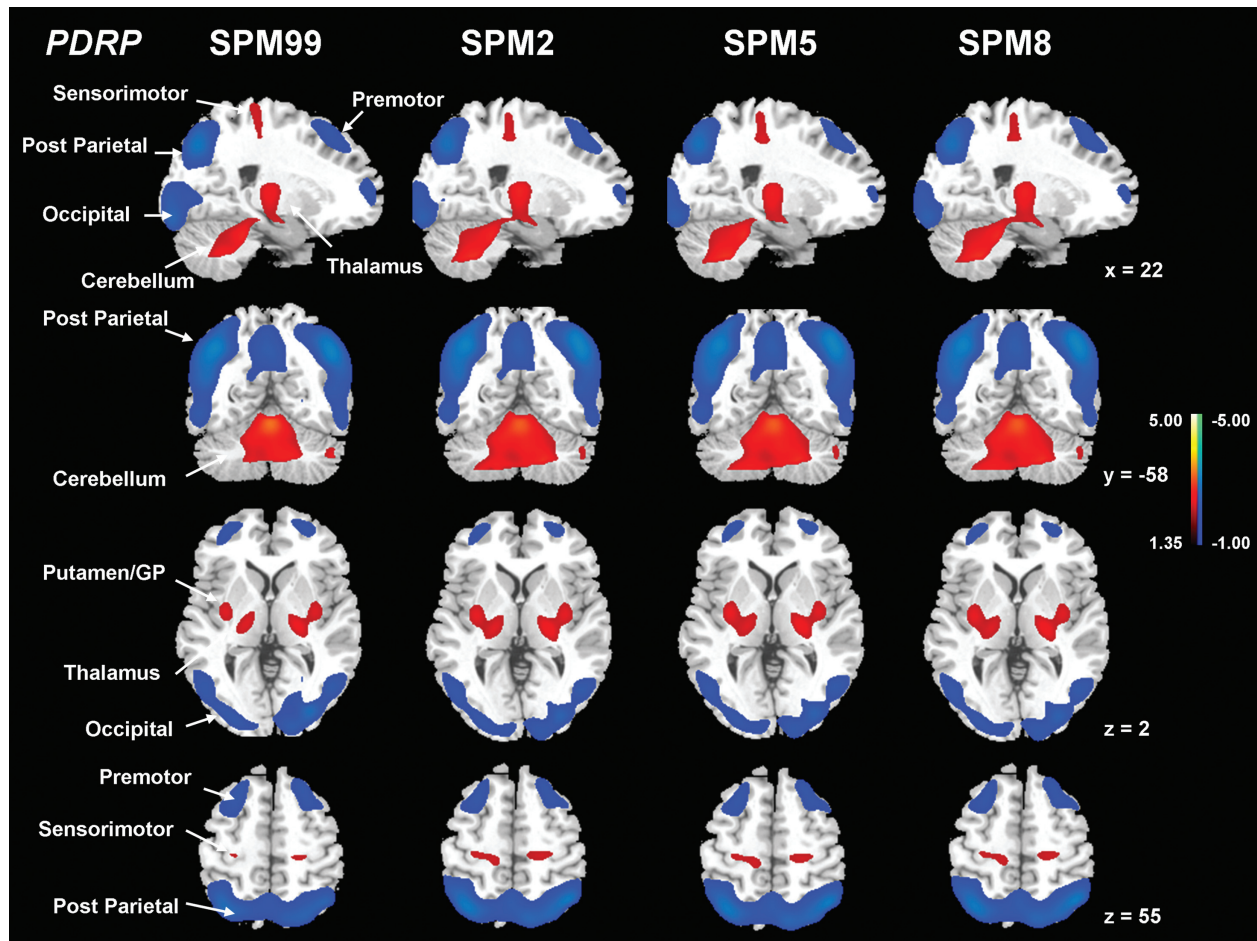 PDRP SPM99 SPM2 SPM5 SPM8
Sensorimotor
Premotor
Post Parietal
Occipital
Thalamus
Cerebellum
x = 22
Post Parietal
Cerebellum
y = -58
5.00 -5.00
1.35 -1.00
Putamen/GP
Thalamus
Occipital
z = 2
Premotor
Sensorimotor
Post Parietal
z = 55